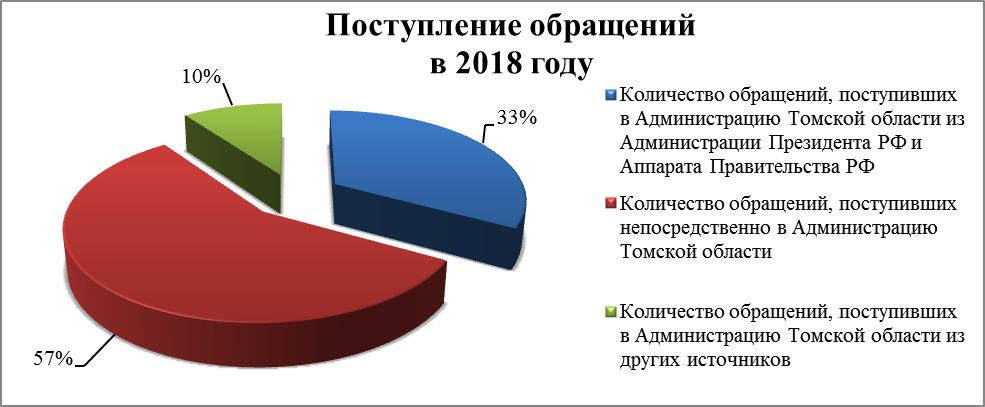 Поступление обращений
в 2018 году
10%
33%
57%
Количество обращений, поступивших
в Администрацию Томской области из
Администрации Президента РФ и
Аппарата Правительства РФ
Количество обращений, поступивших
непосредственно в Администрацию
Томской области
Количество обращений, поступивших
в Администрацию Томской области из
других источников